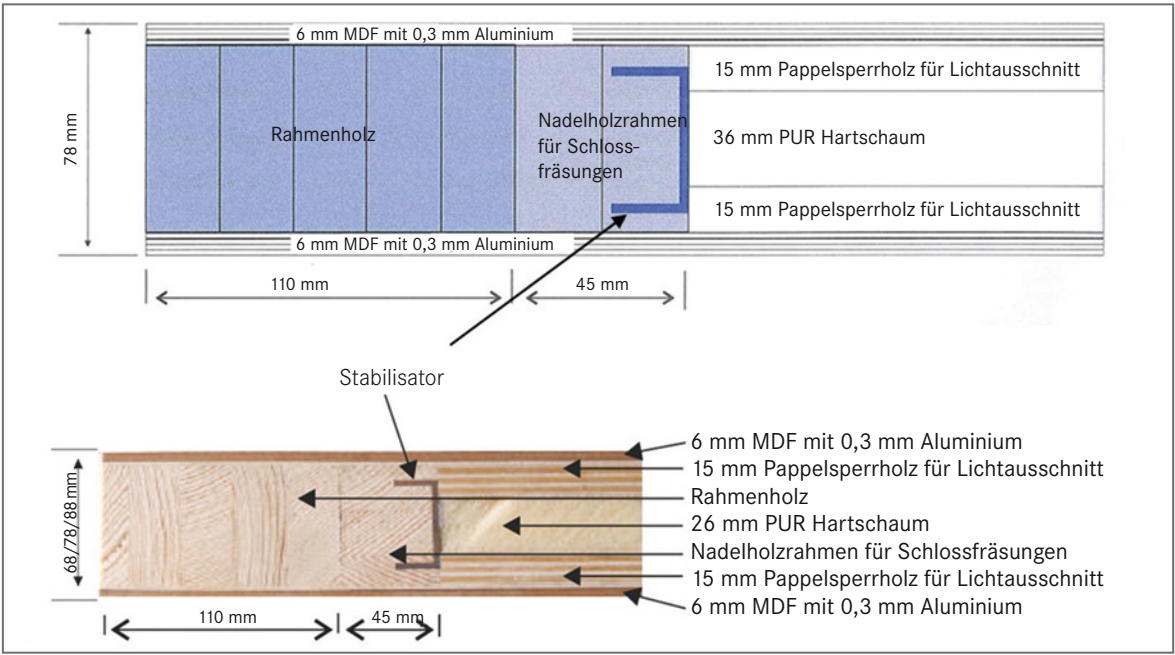 6 mm MDF mit 0,3 mm Aluminium
15 mm Pappelsperrholz für Lichtausschnitt
78 mm
Rahmenholz
Nadelholzrahmen
für Schloss-
fräsungen
36 mm PUR Hartschaum
15 mm Pappelsperrholz für Lichtausschnitt
6 mm MDF mit 0,3 mm Aluminium
110 mm
45 mm
Stabilisator
68/78/88 mm
6 mm MDF mit 0,3 mm Aluminium
15 mm Pappelsperrholz für Lichtausschnitt
Rahmenholz
26 mm PUR Hartschaum
Nadelholzrahmen für Schlossfräsungen
15 mm Pappelsperrholz für Lichtausschnitt
6 mm MDF mit 0,3 mm Aluminium
110 mm
45 mm